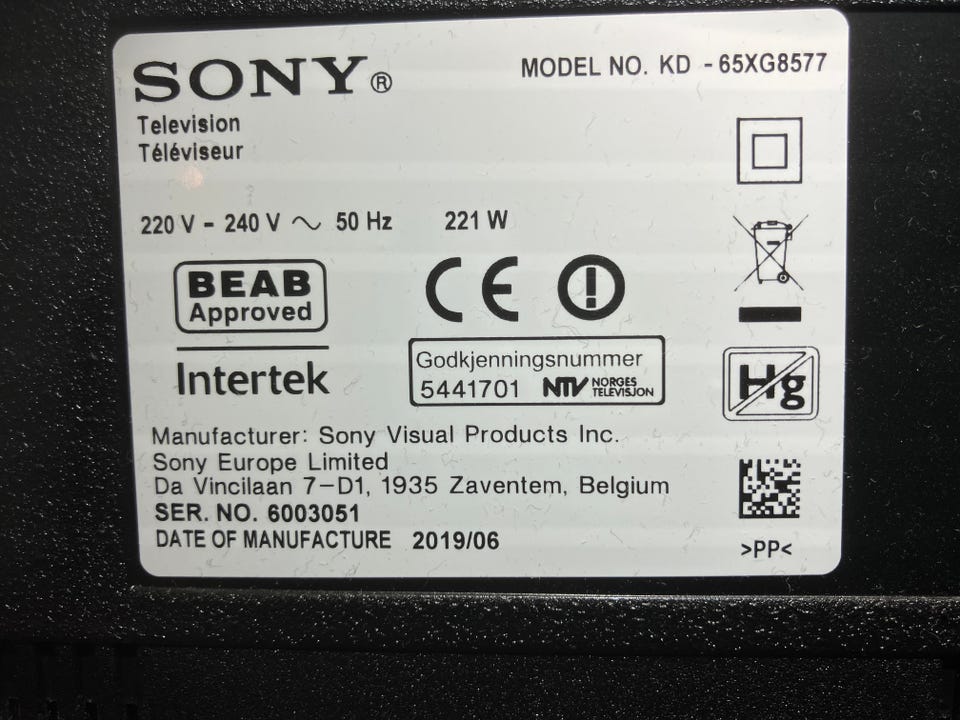 SONY®
MODEL NO. KD - 65XG8577
Television
Téléviseur
220 V - 240 V ~ 50 Hz 221 W
BEAB
Approved
CE
Intertek
Godkjenningsnummer
5441701 NTV NORGES TELEVISJON
Hg
Manufacturer: Sony Visual Products Inc.
Sony Europe Limited
Da Vincilaan 7-D1, 1935 Zaventem, Belgium
SER. NO. 6003051
DATE OF MANUFACTURE 2019/06
>PP<